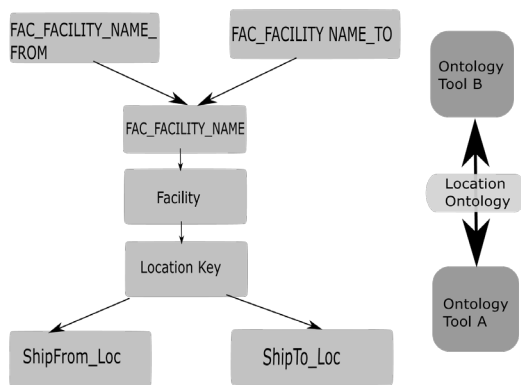 FAC_FACILITY_NAME_
FROM
FAC_FACILITY NAME_TO
FAC_FACILITY_NAME
Facility
Location Key
ShipFrom_Loc
ShipTo_Loc
Ontology
Tool B
Location
Ontology
Ontology
Tool A